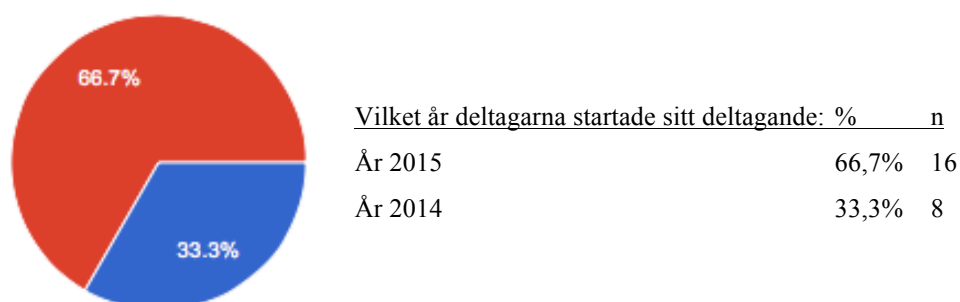 66.7%
33.3%
Vilket år deltagarna startade sitt deltagande: % n
År 2015 66,7% 16
År 2014 33,3% 8